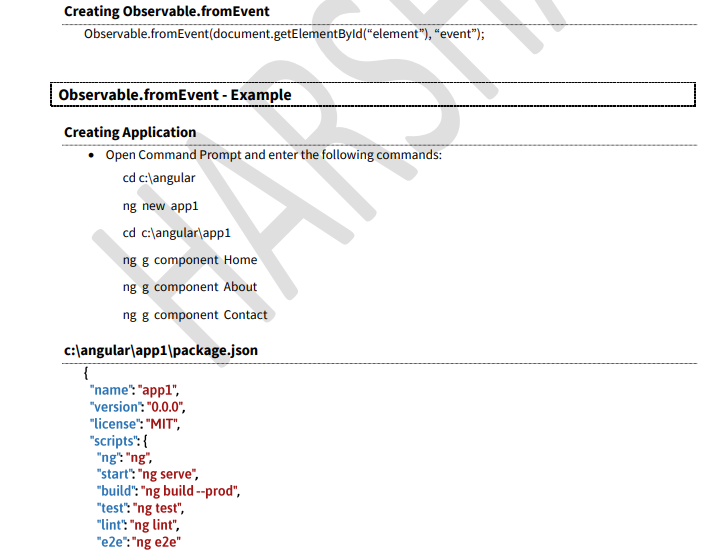 Creating Observable.fromEvent
Observable.fromEvent(document.getElementById(“element”), “event”);
Observable.fromEvent - Example
Creating Application
• Open Command Prompt and enter the following commands:
cd c:\angular
ng new app1
cd c:\angular\app1
ng g component Home
ng g component About
ng g component Contact
c:\angular\app1\package.json
{
"name": "app1",
"version": "0.0.0",
"license": "MIT",
"scripts": {
"ng": "ng",
"start": "ng serve",
"build": "ng build --prod",
"test": "ng test",
"lint": "ng lint",
"e2e": "ng e2e"
HARSH